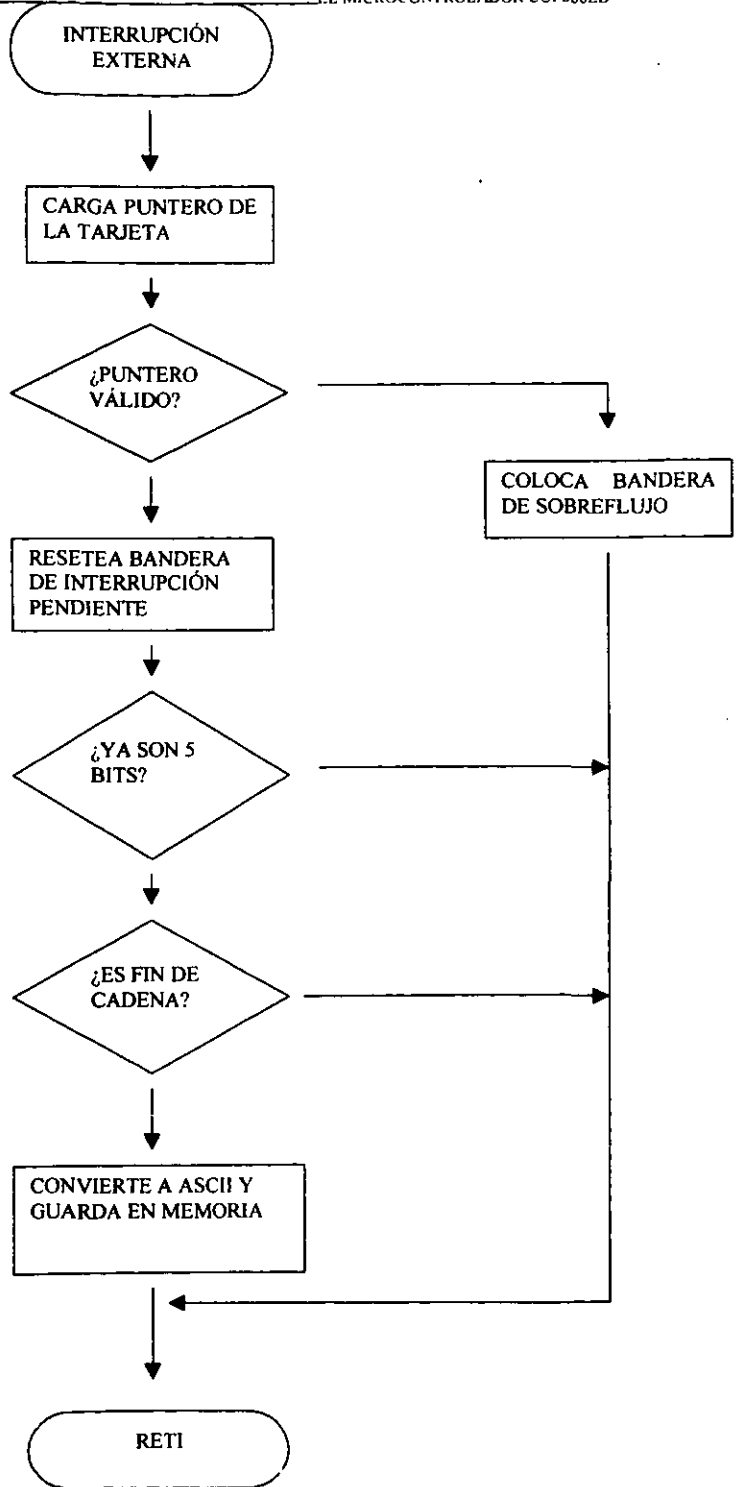 MICROCONTROLADOR
INTERRUPCIÓN
EXTERNA
CARGA PUNTERO DE
LA TARJETA
¿PUNTERO
VÁLIDO?
COLOCA BANDERA
DE SOBREFLUJO
RESETEA BANDERA
DE INTERRUPCIÓN
PENDIENTE
¿YA SON 5
BITS?
¿ES FIN DE
CADENA?
CONVIERTE A ASCII Y
GUARDA EN MEMORIA
RETI